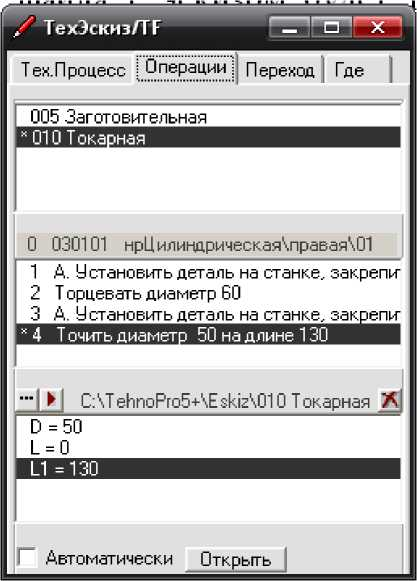 ТехЭскиз/TF
Тех.Процесс Операции Переход Где
005 Заготовительная
* 010 Токарная
0 030101 нрЦилиндрическая\правая\01
1 А. Установить деталь на станке, закрепит
2 Торцевать диаметр 60
3 А. Установить деталь на станке, закрепит
* 4 Точить диаметр 50 на длине 130
... C:\TehnoPro5+\Eskiz\010 Токарная
D = 50
L = 0
L1 = 130
Автоматически Открыть